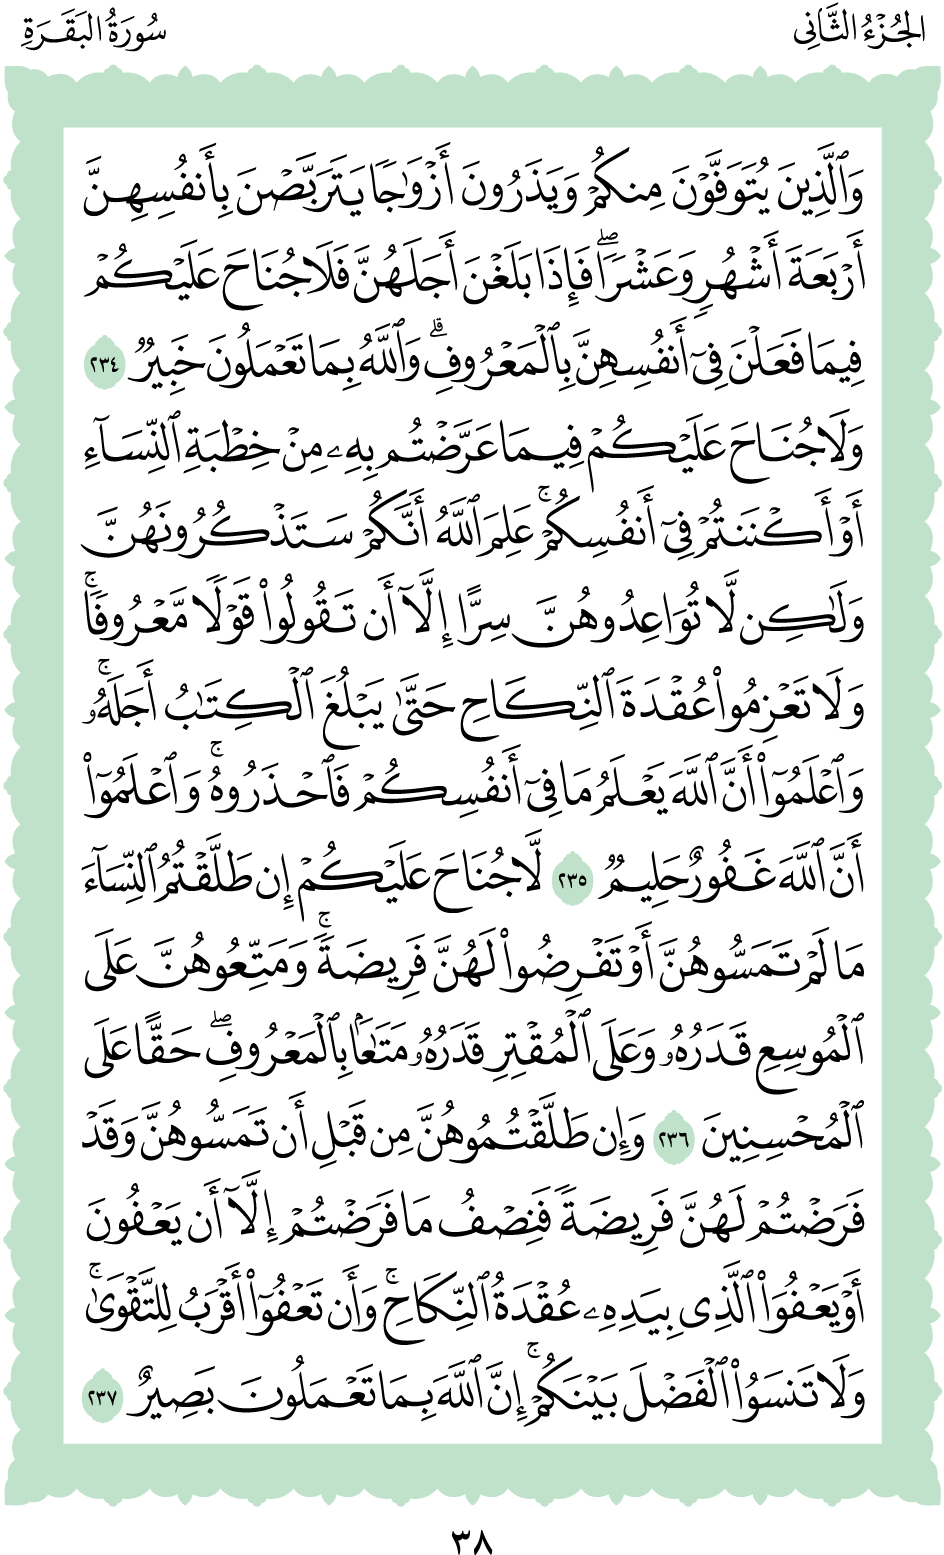 الجُزْءُ الثَّانِي
سُورَةُ البَقَرَةِ
وَٱلَّذِينَ يُتَوَفَّوْنَ مِنكُمْ وَيَذَرُونَ أَزْوَٰجًا يَتَرَبَّصْنَ بِأَنفُسِهِنَّ
أَرْبَعَةَ أَشْهُرٍ وَعَشْرًاۖ فَإِذَا بَلَغْنَ أَجَلَهُنَّ فَلَا جُنَاحَ عَلَيْكُمْ
فِيمَا فَعَلْنَ فِىٓ أَنفُسِهِنَّ بِٱلْمَعْرُوفِۗ وَٱللَّهُ بِمَا تَعْمَلُونَ خَبِيرٌ ٢٣٤
وَلَا جُنَاحَ عَلَيْكُمْ فِيمَا عَرَّضْتُم بِهِۦ مِنْ خِطْبَةِ ٱلنِّسَآءِ
أَوْ أَكْنَنتُمْ فِىٓ أَنفُسِكُمْۚ عَلِمَ ٱللَّهُ أَنَّكُمْ سَتَذْكُرُونَهُنَّ
وَلَٰكِن لَّا تُوَاعِدُوهُنَّ سِرًّا إِلَّآ أَن تَقُولُوا۟ قَوْلًا مَّعْرُوفًاۚ
وَلَا تَعْزِمُوا۟ عُقْدَةَ ٱلنِّكَاحِ حَتَّىٰ يَبْلُغَ ٱلْكِتَٰبُ أَجَلَهُۥۚ
وَٱعْلَمُوٓا۟ أَنَّ ٱللَّهَ يَعْلَمُ مَا فِىٓ أَنفُسِكُمْ فَٱحْذَرُوهُۚ وَٱعْلَمُوٓا۟
أَنَّ ٱللَّهَ غَفُورٌ حَلِيمٌ ٢٣٥ لَّا جُنَاحَ عَلَيْكُمْ إِن طَلَّقْتُمُ ٱلنِّسَآءَ
مَا لَمْ تَمَسُّوهُنَّ أَوْ تَفْرِضُوا۟ لَهُنَّ فَرِيضَةًۚ وَمَتِّعُوهُنَّ عَلَى
ٱلْمُوسِعِ قَدَرُهُۥ وَعَلَى ٱلْمُقْتِرِ قَدَرُهُۥ مَتَٰعًۢا بِٱلْمَعْرُوفِۖ حَقًّا عَلَى
ٱلْمُحْسِنِينَ ٢٣٦ وَإِن طَلَّقْتُمُوهُنَّ مِن قَبْلِ أَن تَمَسُّوهُنَّ وَقَدْ
فَرَضْتُمْ لَهُنَّ فَرِيضَةً فَنِصْفُ مَا فَرَضْتُمْ إِلَّآ أَن يَعْفُونَ
أَوْ يَعْفُوَا۟ ٱلَّذِى بِيَدِهِۦ عُقْدَةُ ٱلنِّكَاحِۚ وَأَن تَعْفُوٓا۟ أَقْرَبُ لِلتَّقْوَىٰۚ
وَلَا تَنسَوُا۟ ٱلْفَضْلَ بَيْنَكُمْۚ إِنَّ ٱللَّهَ بِمَا تَعْمَلُونَ بَصِيرٌ ٢٣٧
٣٨